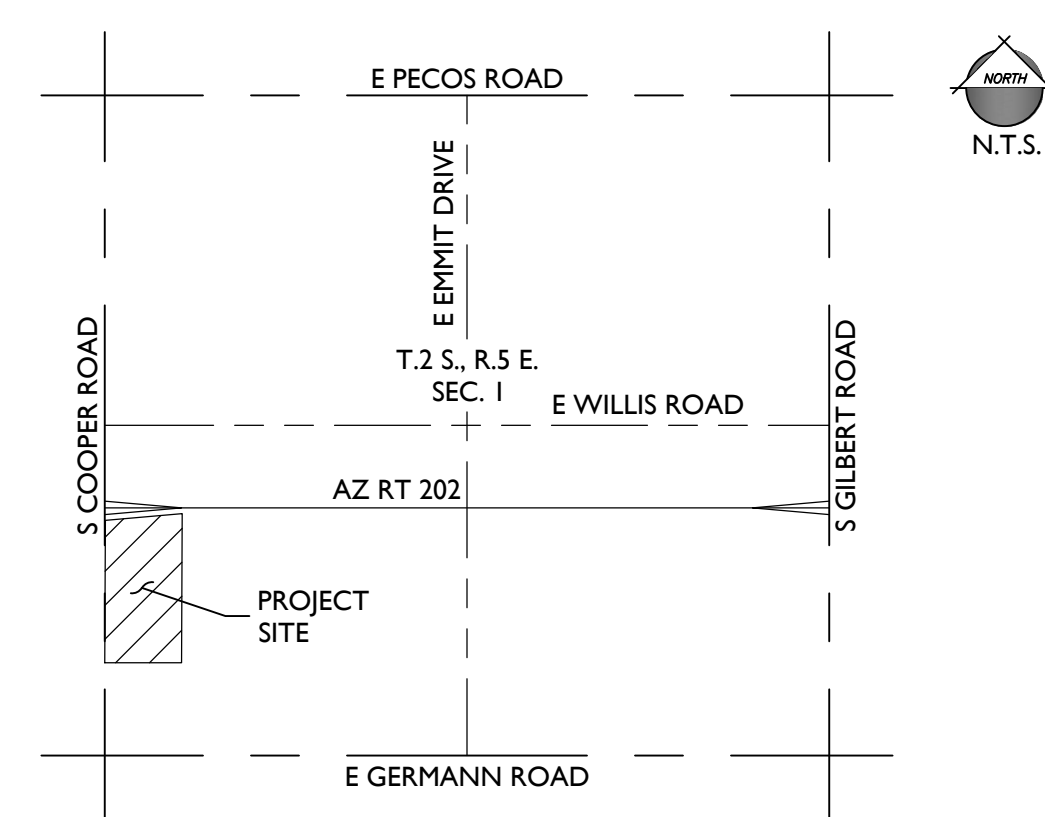 E PECOS ROAD
NORTH
N.T.S.
E EMMIT DRIVE
S COOPER ROAD
T.2 S., R.5 E.
SEC. 1
E WILLIS ROAD
S GILBERT ROAD
AZ RT 202
PROJECT
SITE
E GERMANN ROAD